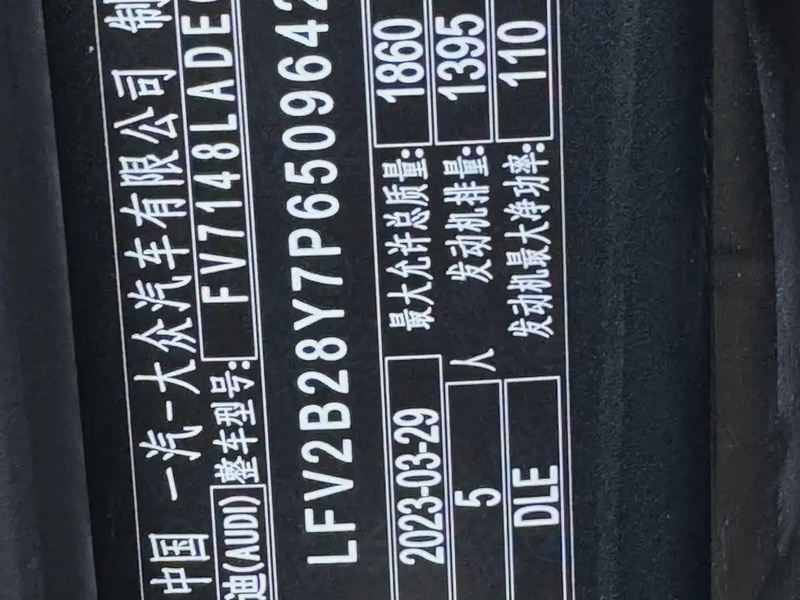 中国 一汽-大众汽车有限公司 制
迪(AUDI) 整车型号: FV7148LADE
LFV2B28Y7P6509642
2023-03-29 最大允许总质量: 1860
5 人 发动机排量: 1395
DLE 发动机最大净功率: 110